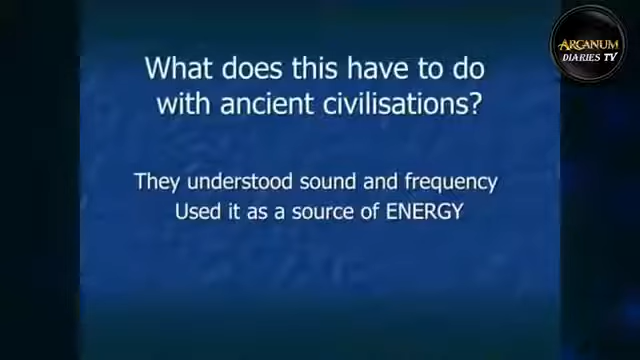 ARCANUM
DIARIES TV
What does this have to do
with ancient civilisations?
They understood sound and frequency
Used it as a source of ENERGY